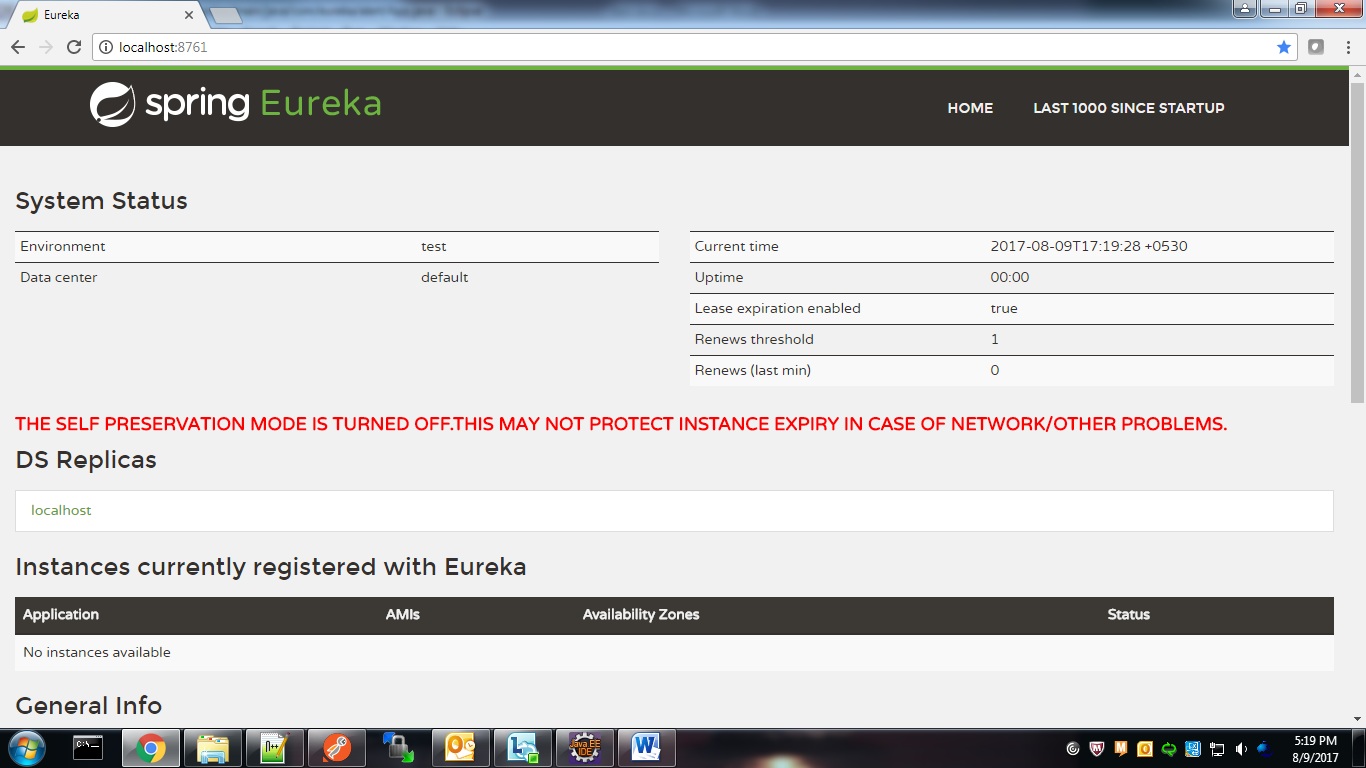 Eureka
localhost:8761
spring Eureka
HOME LAST 1000 SINCE STARTUP
System Status
Environment test
Data center default
Current time 2017-08-09T17:19:28 +0530
Uptime 00:00
Lease expiration enabled true
Renews threshold 1
Renews (last min) 0
THE SELF PRESERVATION MODE IS TURNED OFF.THIS MAY NOT PROTECT INSTANCE EXPIRY IN CASE OF NETWORK/OTHER PROBLEMS.
DS Replicas
localhost
Instances currently registered with Eureka
Application AMIs Availability Zones Status
No instances available
General Info
Java EE
IDE
5:19 PM
8/9/2017